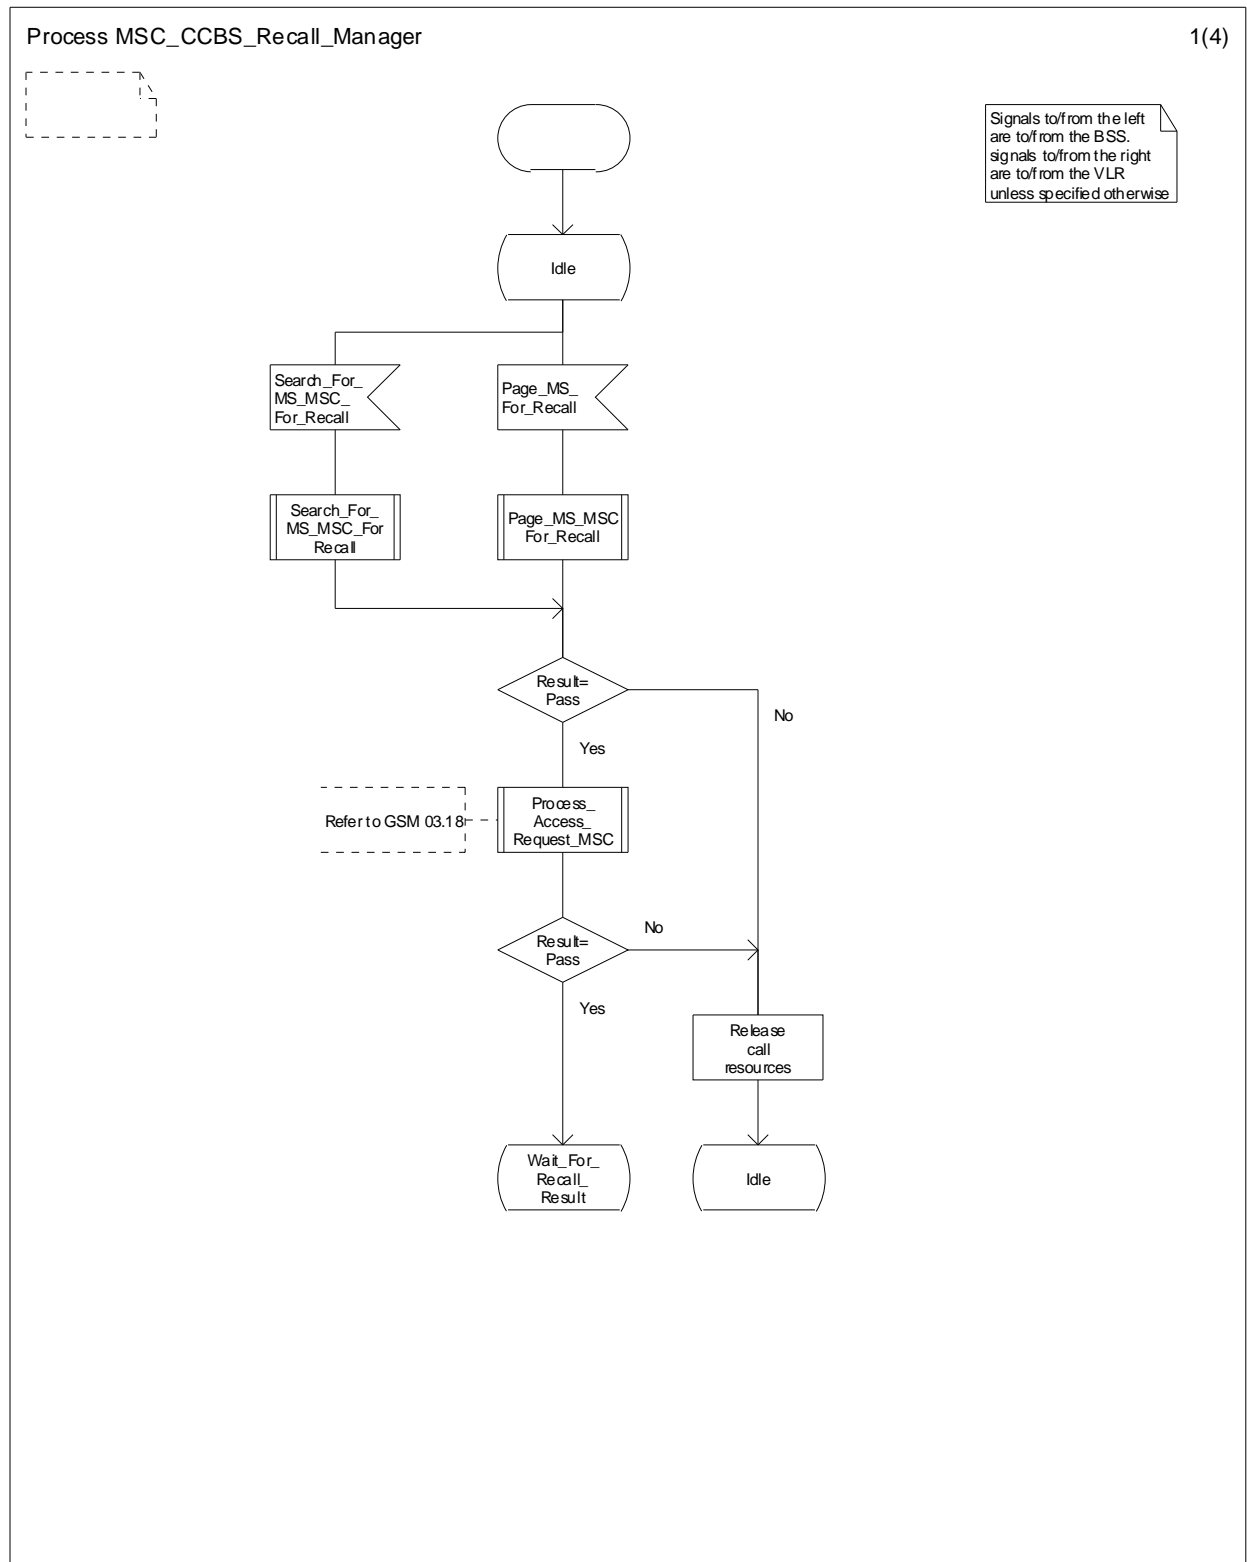 Process MSC_CCBS_Recall_Manager
1(4)
Signals to/from the left
are to/from the BSS.
signals to/from the right
are to/from the VLR
unless specified otherwise
Idle
Search_For_
MS_MSC_
For_Recall
Page_MS_
For_Recall
Search_For_
MS_MSC_For
Recall
Page_MS_MSC
For_Recall
Result=
Pass
No
Yes
Refer to GSM 03.18
Process_
Access_
Request_MSC
Result=
Pass
No
Yes
Release
call
resources
Wait_For_
Recall_
Result
Idle